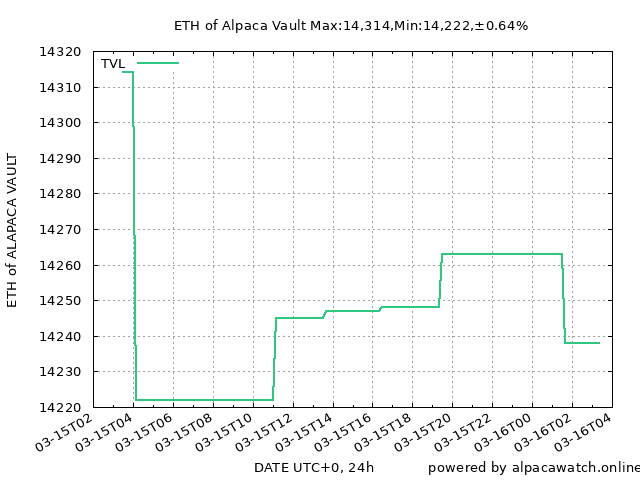 ETH of Alpaca Vault Max:14,314,Min:14,222,±0.64%
TVL
14320
14310
14300
14290
14280
14270
14260
14250
14240
14230
14220
ETH of ALAPACA VAULT
03-15T02
03-15T04
03-15T06
03-15T08
03-15T10
03-15T12
03-15T14
03-15T16
03-15T18
03-15T20
03-15T22
03-16T00
03-16T02
03-16T04
DATE UTC+0, 24h
powered by alpacawatch.online